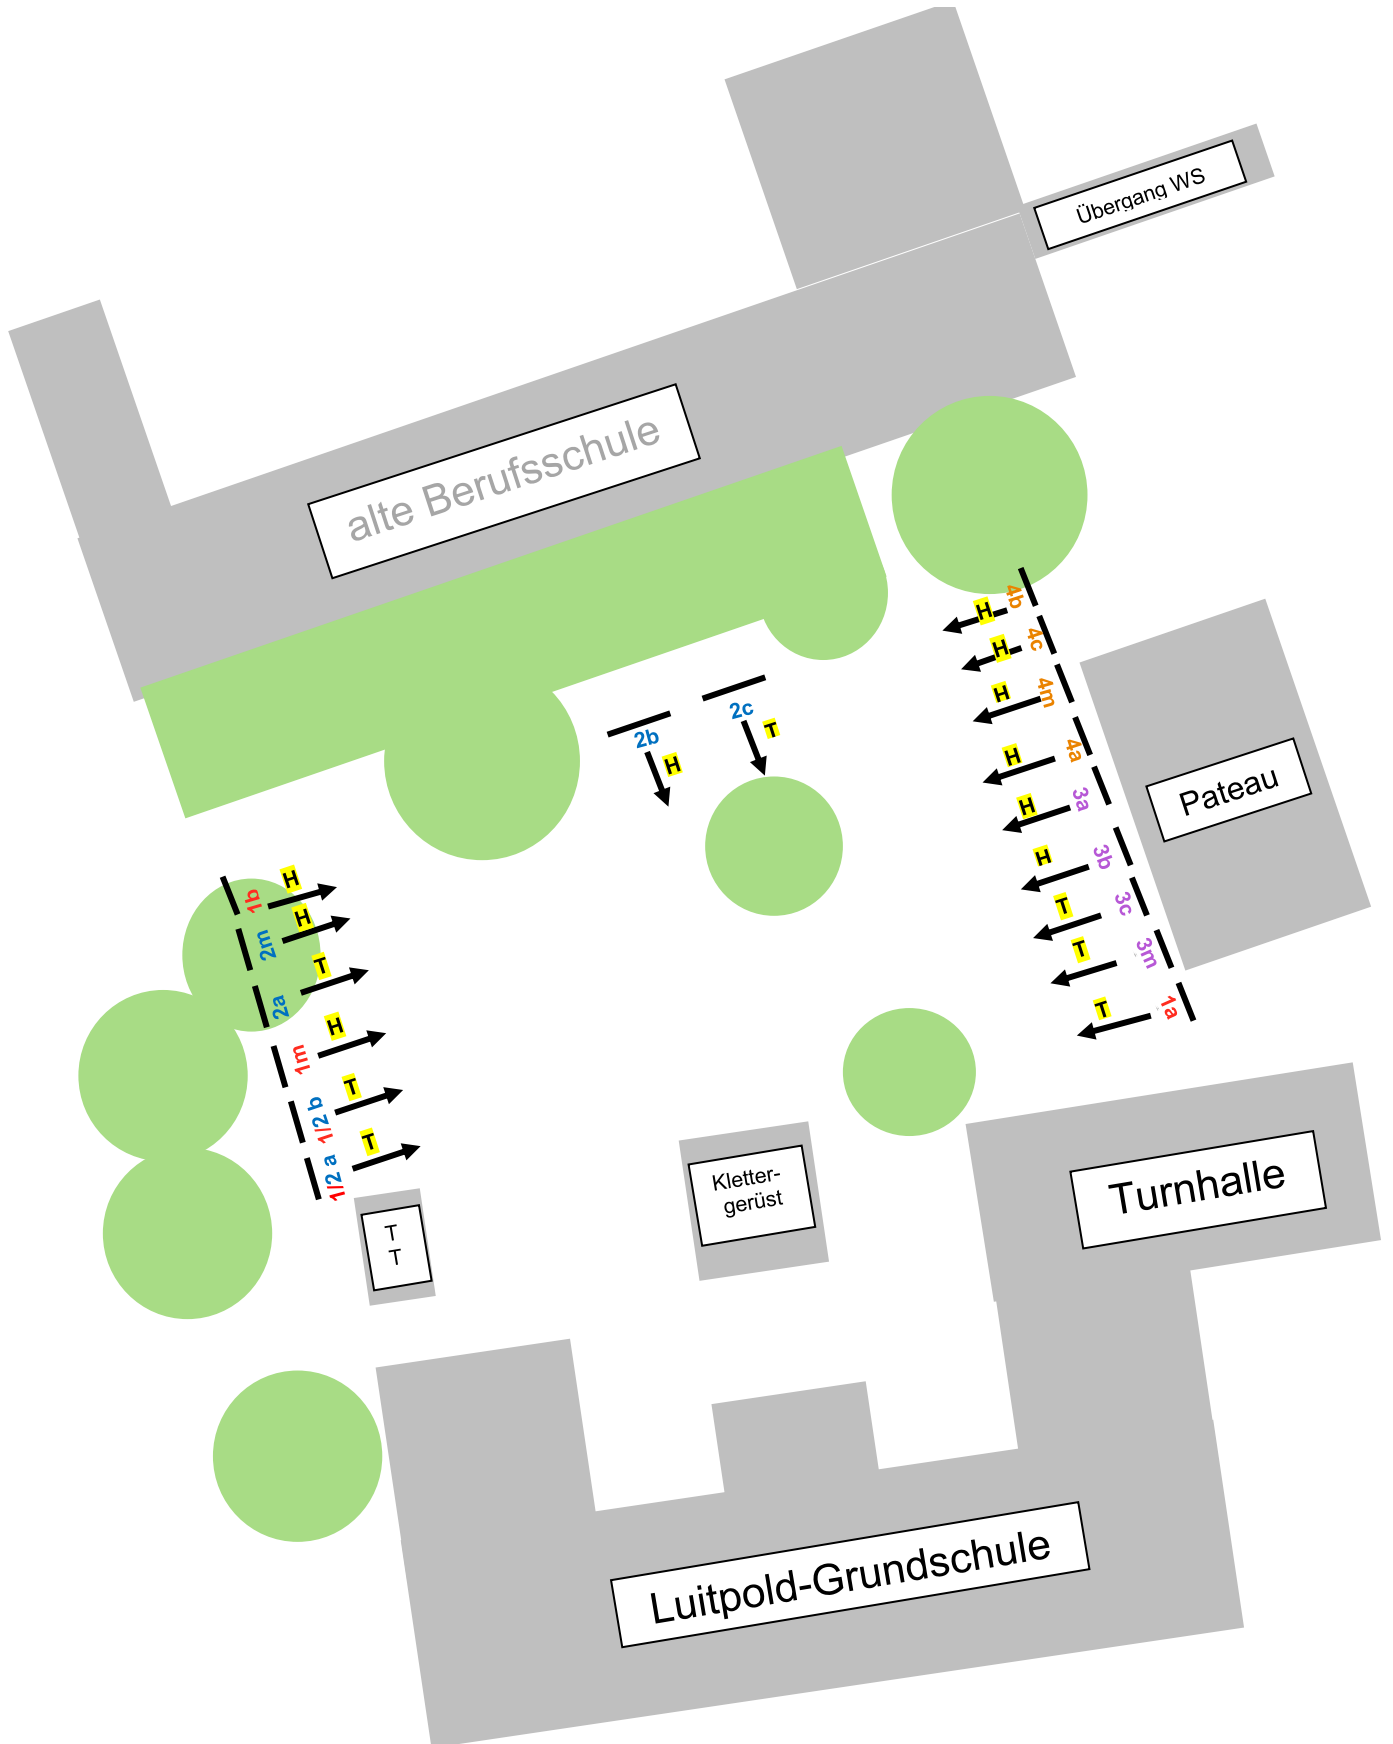 Übergang WS
alte Berufsschule
4b
H
4c
H
4m
H
2c
T
2b
H
4a
H
3a
H
Pateau
3b
H
3c
T
3m
T
1a
T
1b
H
2m
H
2a
T
1m
H
1/2 b
T
1/2 a
T
T
T
Kletter-
gerüst
Turnhalle
Luitpold-Grundschule